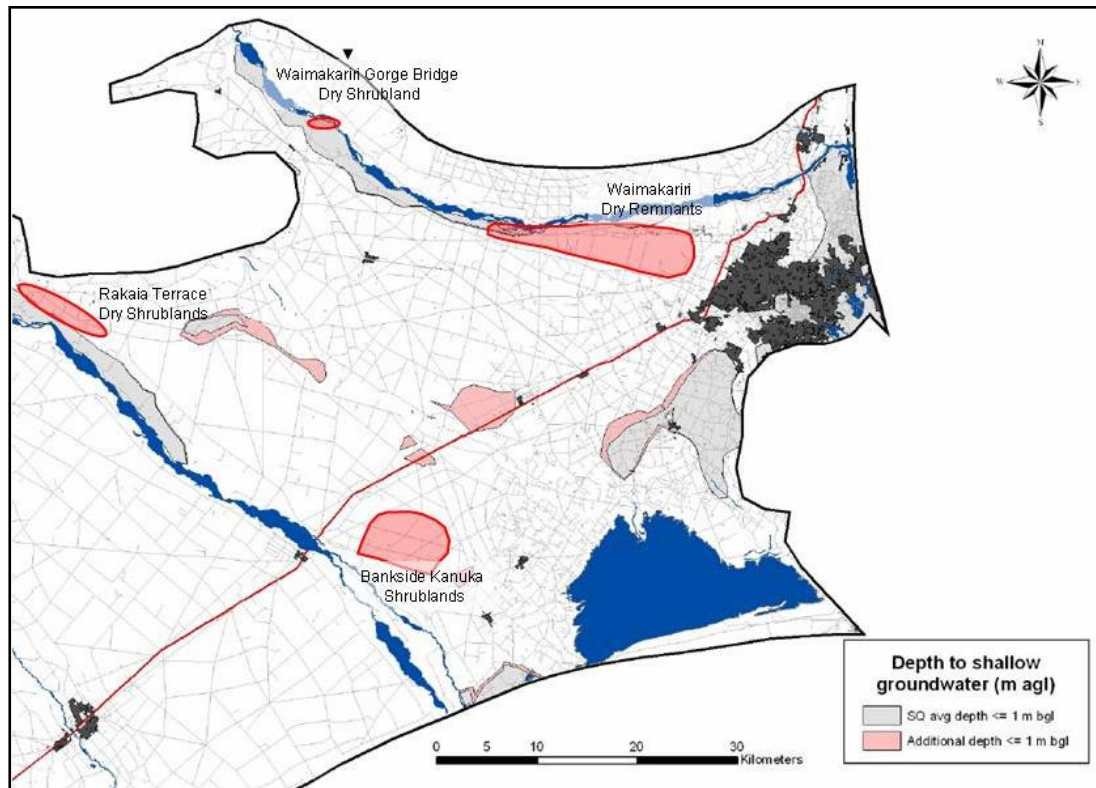 Waimakariri Gorge Bridge
Dry Shrubland
N
W
E
S
Waimakariri
Dry Remnants
Rakaia Terrace
Dry Shrublands
Bankside Kanuka
Shrublands
Depth to shallow
groundwater (m agl)
SQ avg depth <= 1 m bgl
Additional depth <= 1 m bgl
0 5 10 20 30
Kilometers